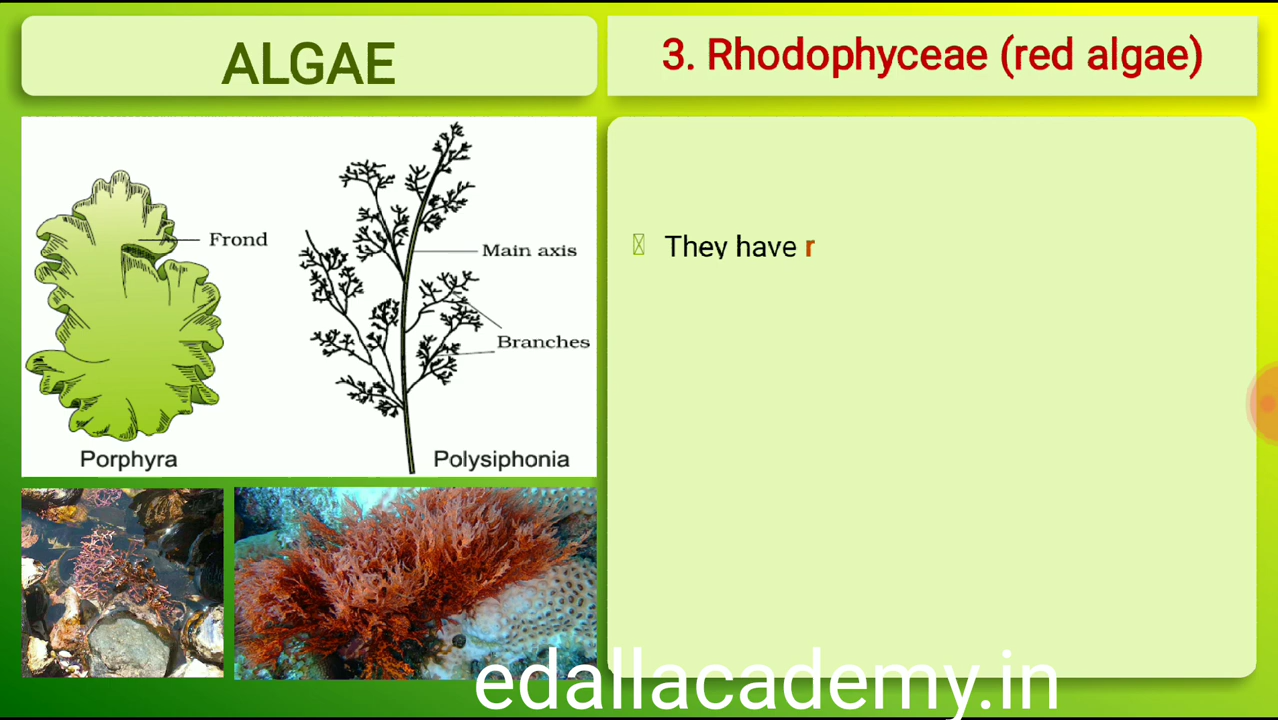 ALGAE
3. Rhodophyceae (red algae)
Frond
Main axis
Branches
Porphyra
Polysiphonia
They have r
edallacademy.in